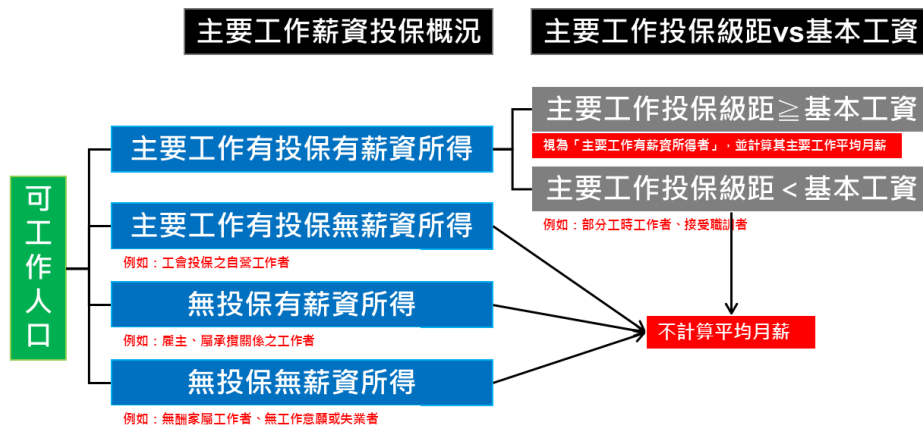 主要工作薪資投保概況
主要工作投保級距vs基本工資
可工作人口
主要工作有投保有薪資所得
主要工作投保級距≧基本工資
視為「主要工作有薪資所得者」，並計算其主要工作平均月薪
主要工作投保級距＜基本工資
例如：部分工時工作者、接受職訓者
主要工作有投保無薪資所得
例如：工會投保之自營工作者
無投保有薪資所得
例如：雇主、屬承攬關係之工作者
無投保無薪資所得
例如：無酬家屬工作者、無工作意願或失業者
不計算平均月薪